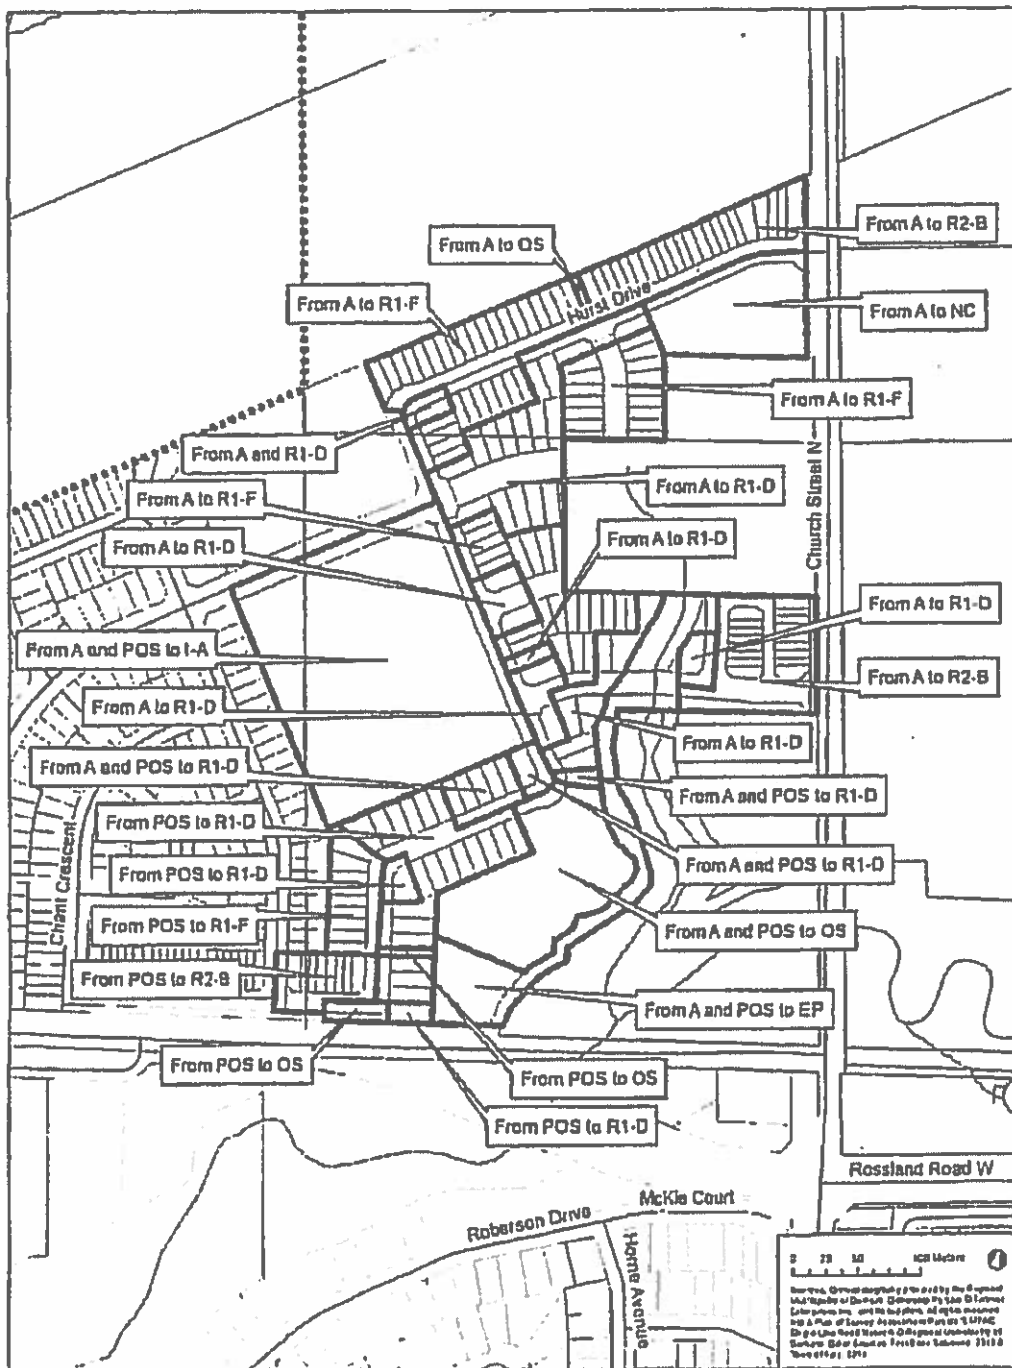 From A to R2-B
From A to OS
Hurst Drive
From A to R1-F
From A to NC
From A to R1-F
From A and R1-D
From A to R1-D
From A to R1-F
From A to R1-D
From A to R1-D
Church Street N
From A to R1-D
From A and POS to I-A
From A to R2-B
From A to R1-D
From A to R1-D
From A and POS to R1-D
From A and POS to R1-D
From POS to R1-D
From A and POS to R1-D
From POS to R1-D
Chant Crescent
From POS to R1-F
From A and POS to OS
From POS to R2-B
From A and POS to EP
From POS to OS
From POS to OS
From POS to R1-D
Rossland Road W
McKie Court
Roberson Drive
Horne Avenue